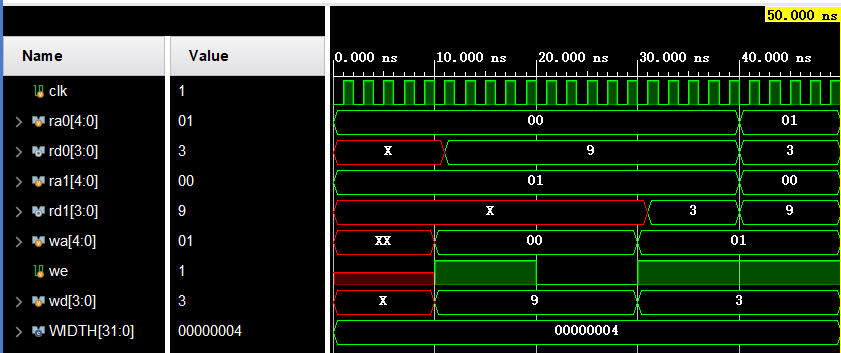 50.000 ns
Name Value
0.000 ns 10.000 ns 20.000 ns 30.000 ns 40.000 ns
clk 1
ra0[4:0] 01 00 01
rd0[3:0] 3 X 9 3
ra1[4:0] 00 01 00
rd1[3:0] 9 X 3 9
wa[4:0] 01 XX 00 01
we 1
wd[3:0] 3 X 9 3
WIDTH[31:0] 00000004 00000004